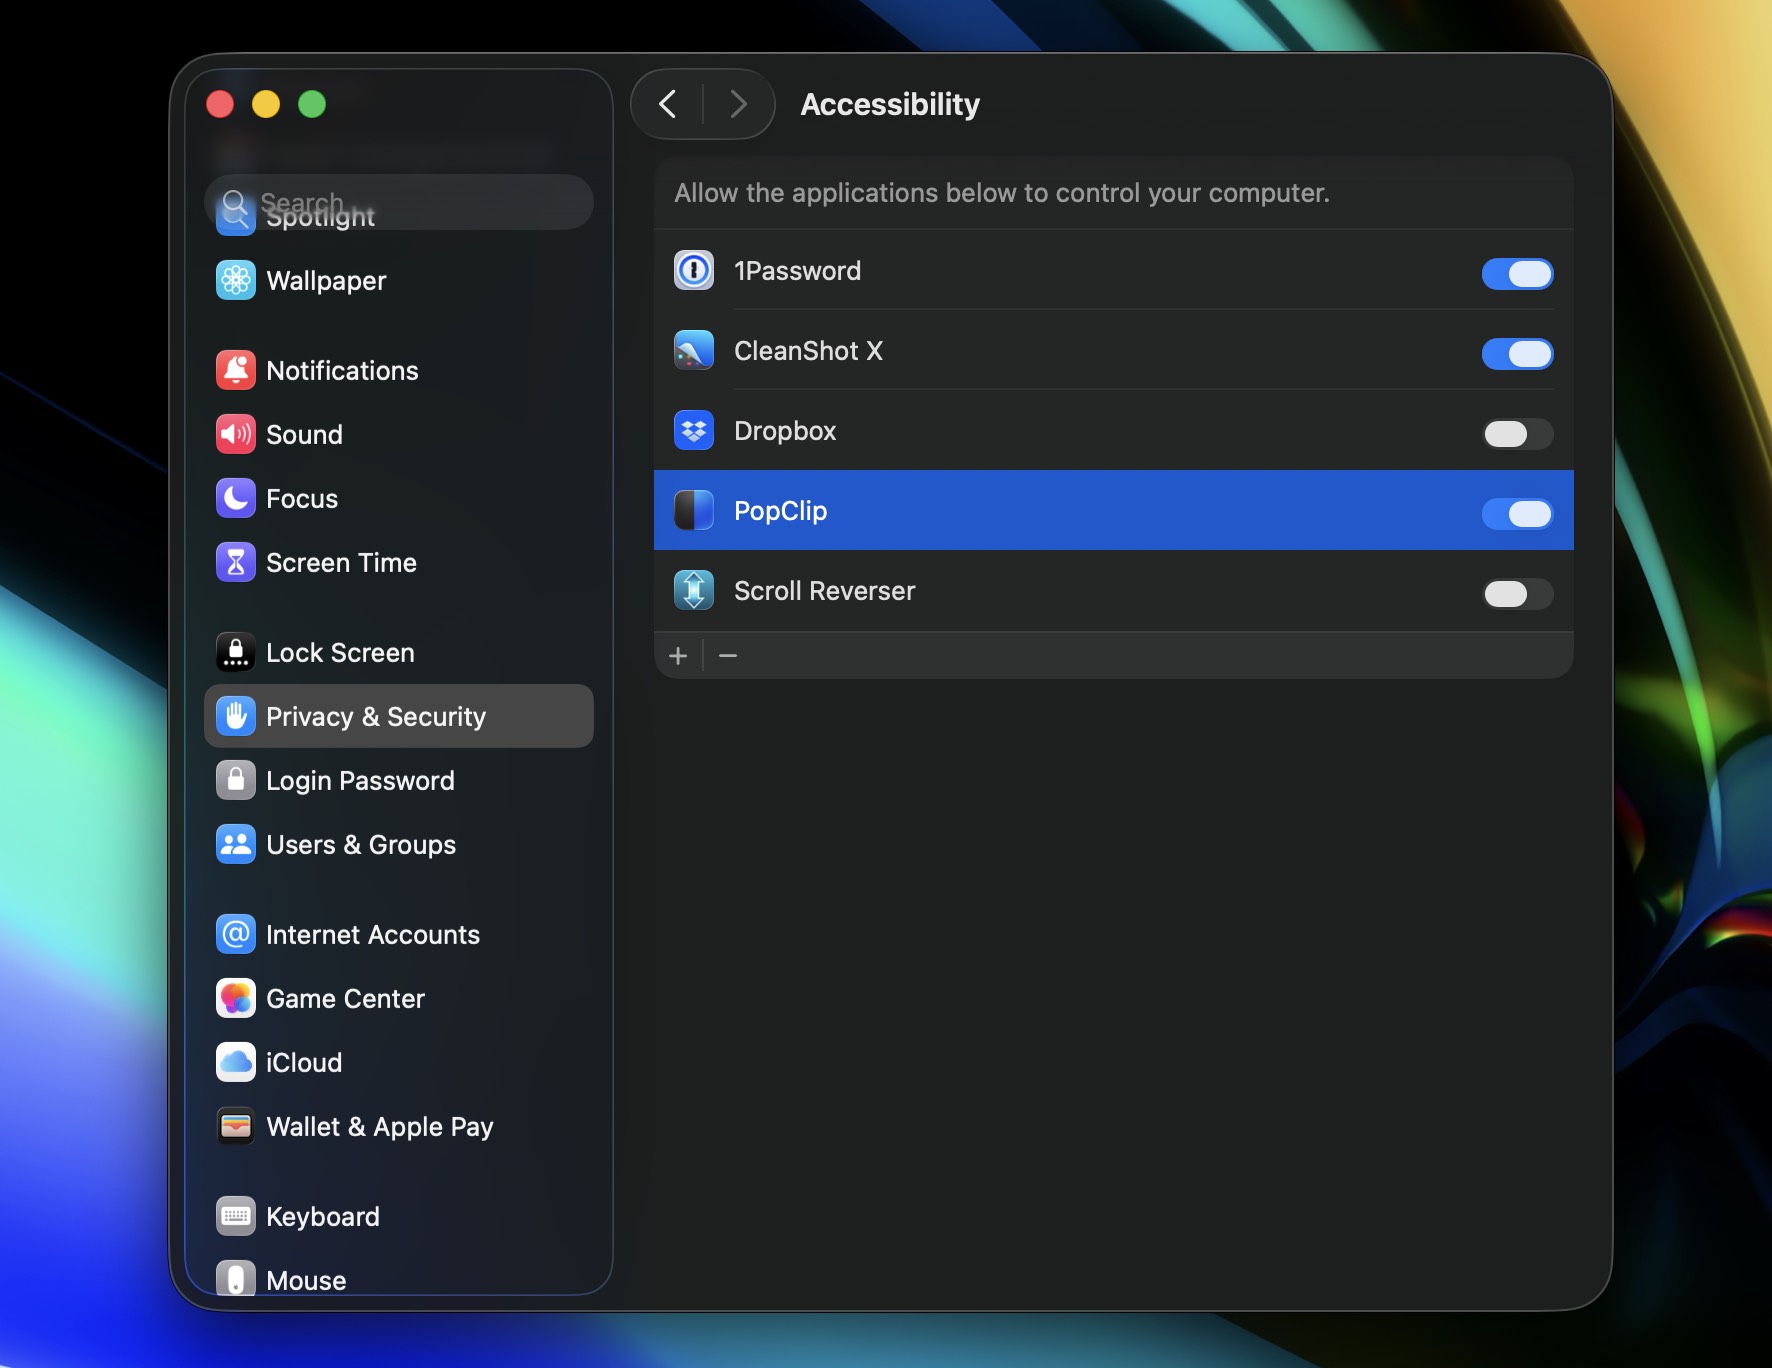 Search
Spotlight
Wallpaper
Notifications
Sound
Focus
Screen Time
Lock Screen
Privacy & Security
Login Password
Users & Groups
Internet Accounts
Game Center
iCloud
Wallet & Apple Pay
Keyboard
Mouse
Accessibility
Allow the applications below to control your computer.
1Password
CleanShot X
Dropbox
PopClip
Scroll Reverser